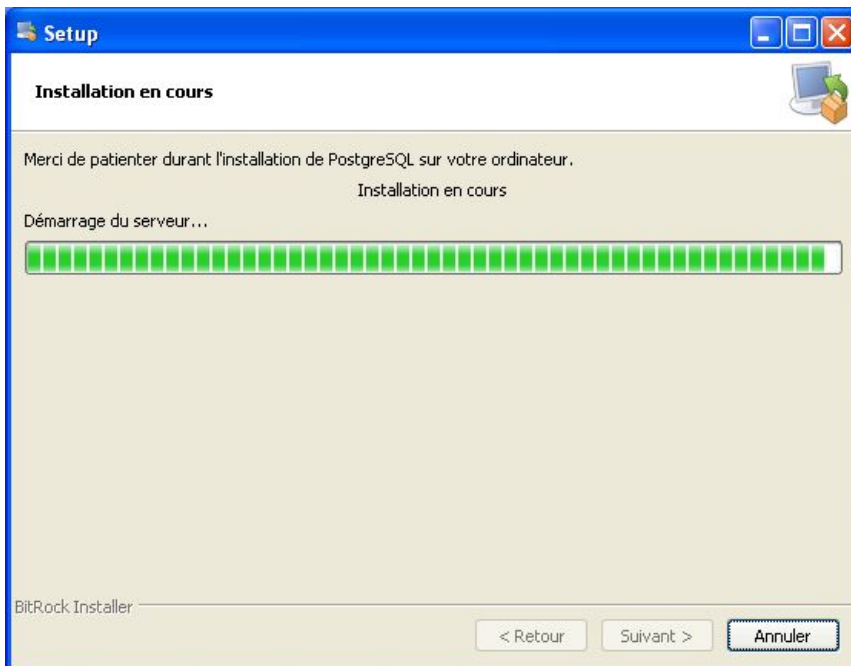 Setup
Installation en cours
Merci de patienter durant l'installation de PostgreSQL sur votre ordinateur.
Installation en cours
Démarrage du serveur...
BitRock Installer
< Retour
Suivant >
Annuler